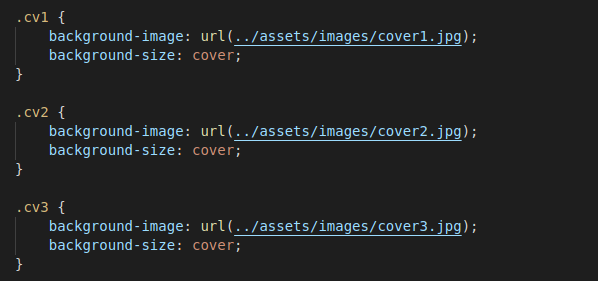 .cv1 {
    background-image: url(../assets/images/cover1.jpg);
    background-size: cover;
}

.cv2 {
    background-image: url(../assets/images/cover2.jpg);
    background-size: cover;
}

.cv3 {
    background-image: url(../assets/images/cover3.jpg);
    background-size: cover;
}